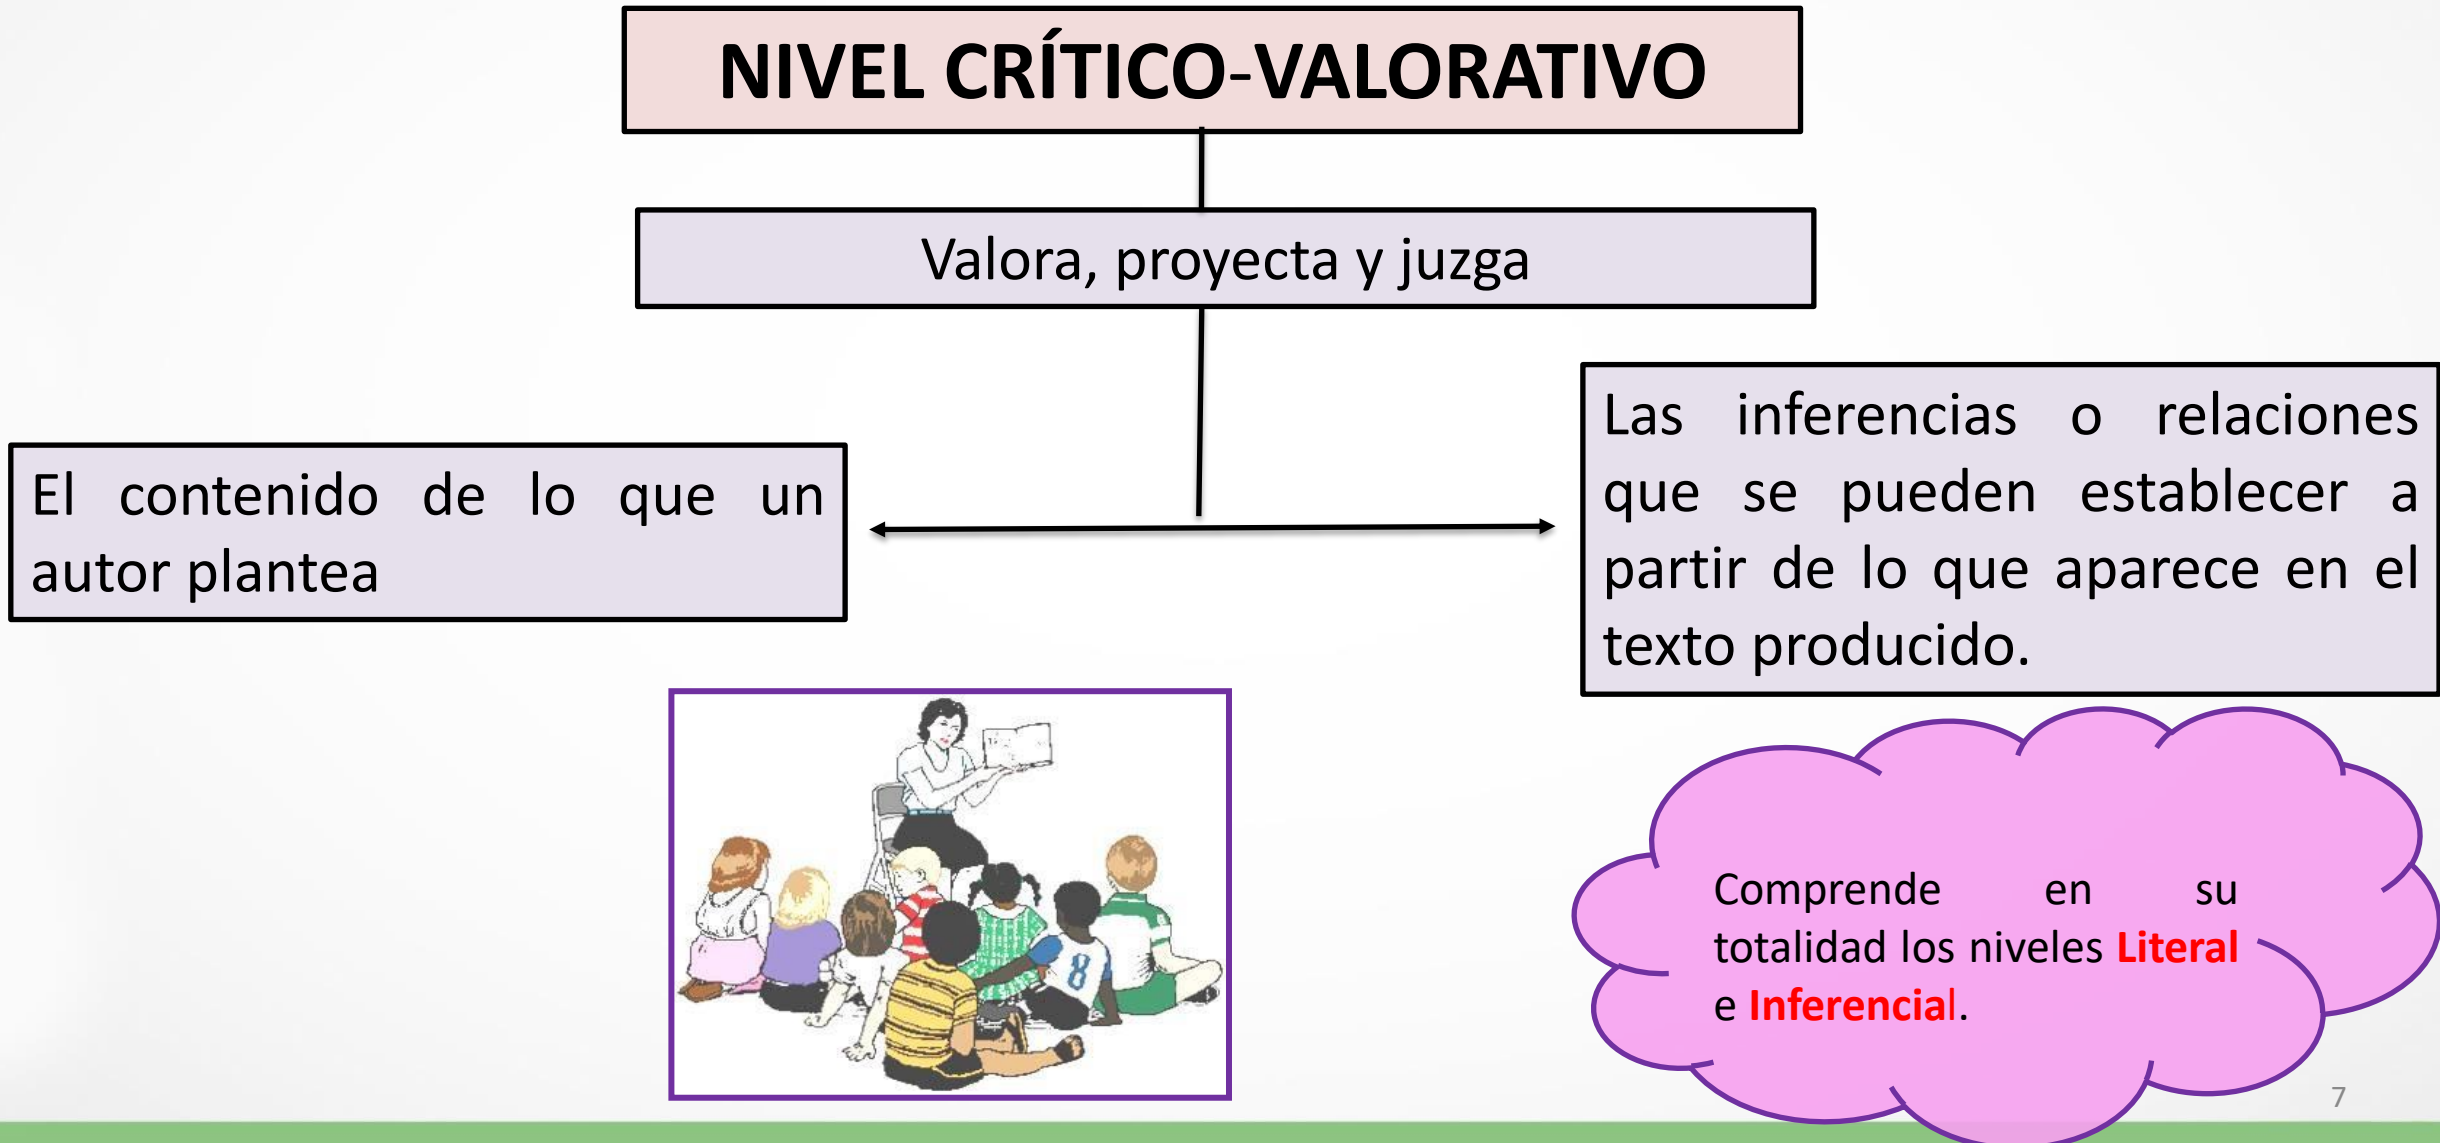 NIVEL CRÍTICO-VALORATIVO
Valora, proyecta y juzga
El contenido de lo que un
autor plantea
Las inferencias o relaciones
que se pueden establecer a
partir de lo que aparece en el
texto producido.
8
Comprende en su
totalidad los niveles Literal
e Inferencial.
7